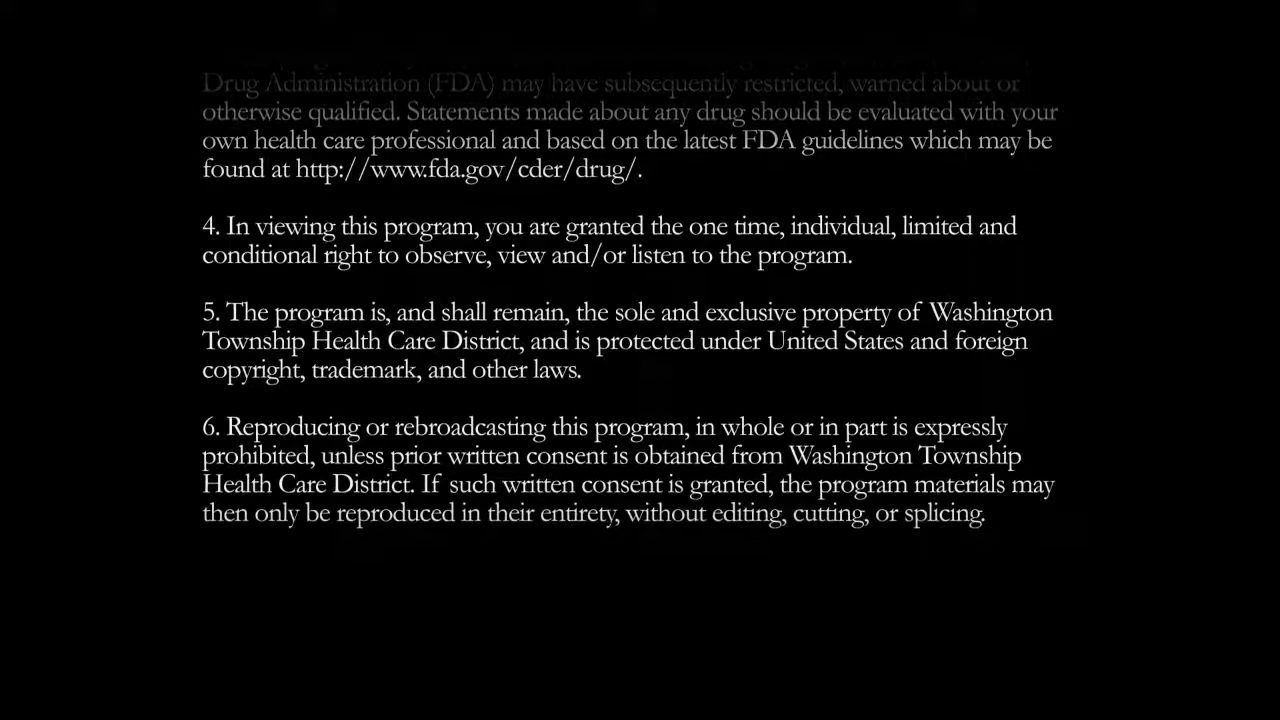 Drug Administration (FDA) may have subsequently restricted, warned about or
otherwise qualified. Statements made about any drug should be evaluated with your
own health care professional and based on the latest FDA guidelines which may be
found at http://www.fda.gov/cder/drug/.
4. In viewing this program, you are granted the one time, individual, limited and
conditional right to observe, view and/or listen to the program.
5. The program is, and shall remain, the sole and exclusive property of Washington
Township Health Care District, and is protected under United States and foreign
copyright, trademark, and other laws.
6. Reproducing or rebroadcasting this program, in whole or in part is expressly
prohibited, unless prior written consent is obtained from Washington Township
Health Care District. If such written consent is granted, the program materials may
then only be reproduced in their entirety, without editing, cutting, or splicing.